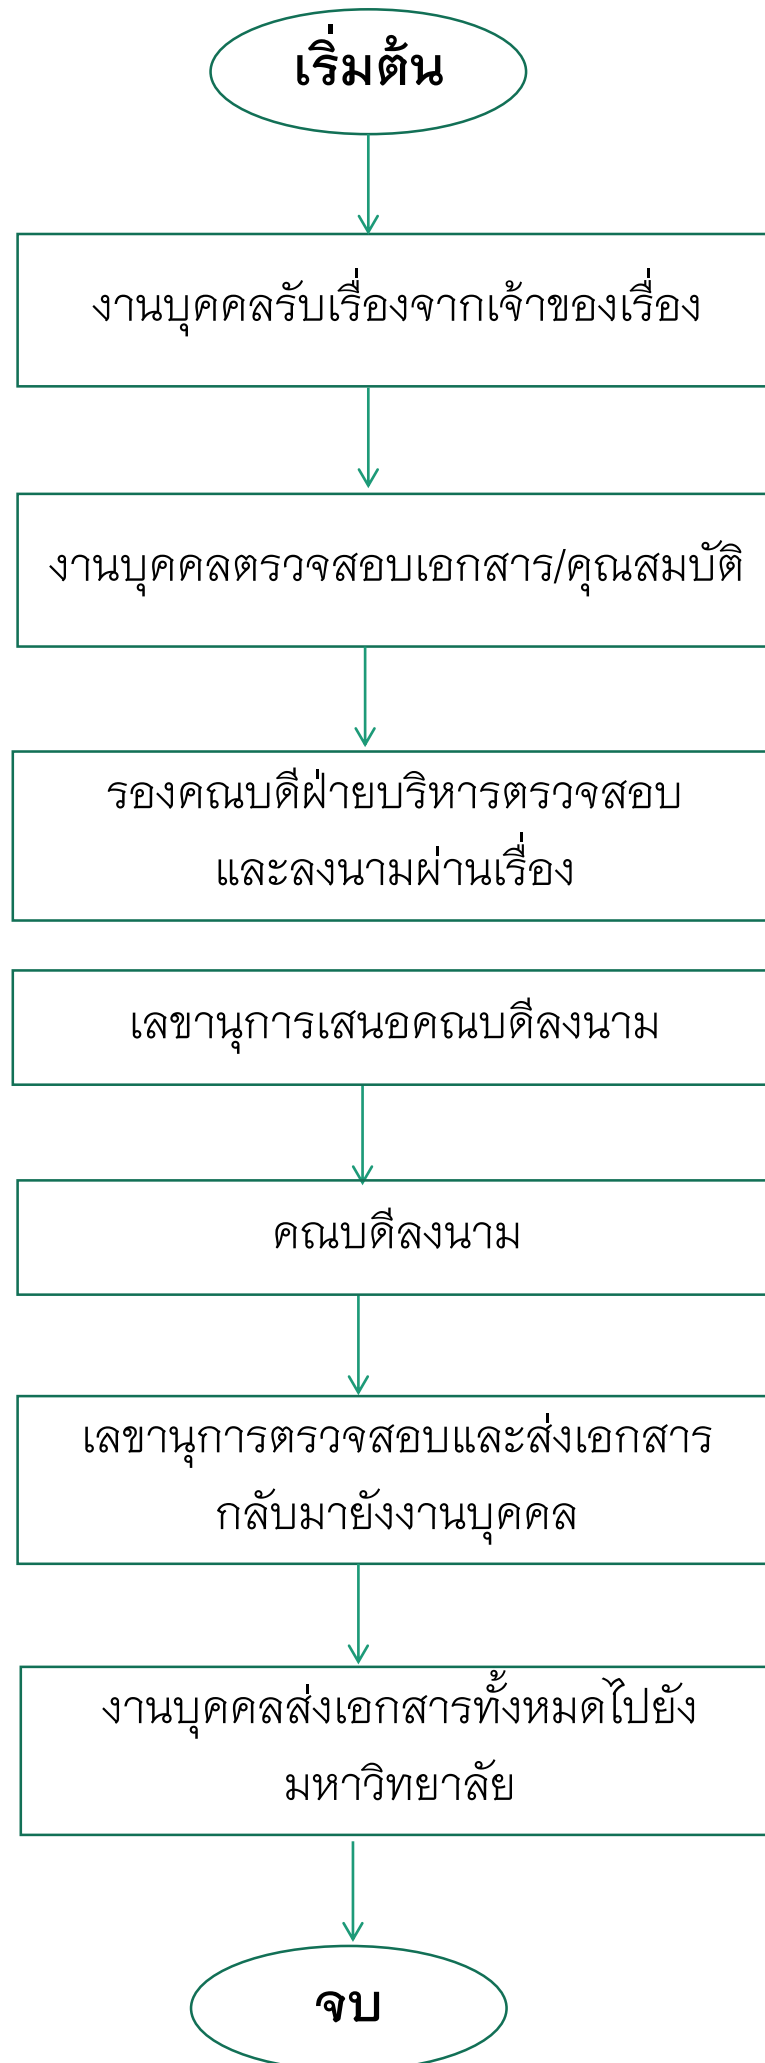 เริ่มต้น
งานบุคคลรับเรื่องจากเจ้าของเรื่อง
งานบุคคลตรวจสอบเอกสาร/คุณสมบัติ
รองคณบดีฝ่ายบริหารตรวจสอบ
และลงนามผ่านเรื่อง
เลขานุการเสนอคณบดีลงนาม
คณบดีลงนาม
เลขานุการตรวจสอบและส่งเอกสาร
กลับมายังงานบุคคล
งานบุคคลส่งเอกสารทั้งหมดไปยัง
มหาวิทยาลัย
จบ